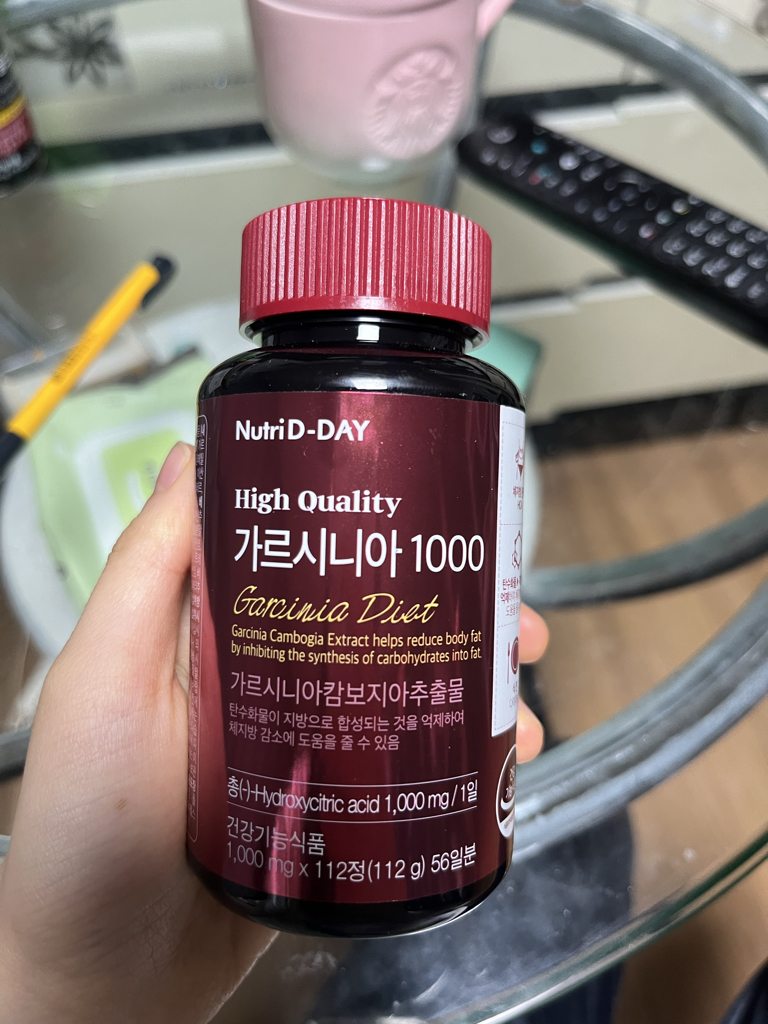 NutriD-DAY
High Quality
가르시니아 1000
Garcinia Diet
Garcinia Cambogia Extract helps reduce body fat
by inhibiting the synthesis of carbohydrates into fat.
가르시니아캄보지아추출물
탄수화물이 지방으로 합성되는 것을 억제하여
체지방 감소에 도움을 줄 수 있음
총(-)-Hydroxycitric acid 1,000 mg / 1일
건강기능식품
1,000 mg x 112정(112 g) 56일분